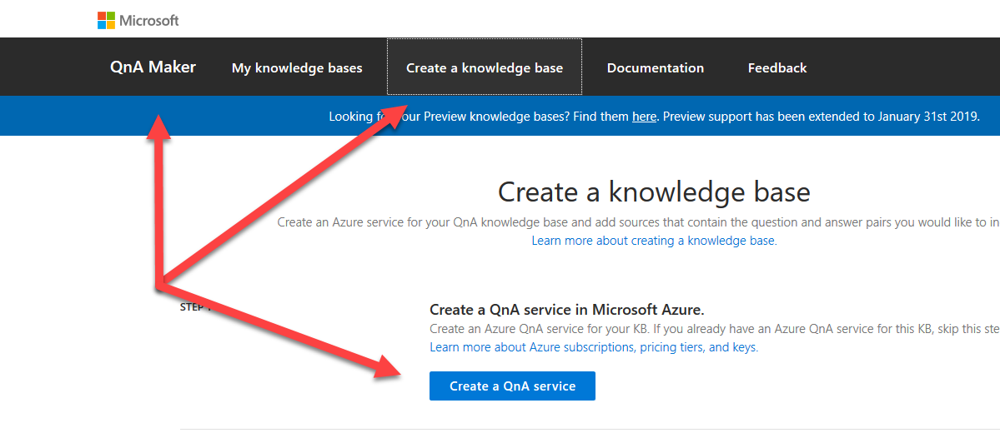 Microsoft
QnA Maker My knowledge bases Create a knowledge base Documentation Feedback
Looking your Preview knowledge bases? Find them here. Preview support has been extended to January 31st 2019.
Create a knowledge base
Create an Azure service for your QnA knowledge base and add sources that contain the question and answer pairs you would like to in
Learn more about creating a knowledge base.
STEP
Create a QnA service in Microsoft Azure.
Create an Azure QnA service for your KB. If you already have an Azure QnA service for this KB, skip this ste
Learn more about Azure subscriptions, pricing tiers, and keys.
Create a QnA service